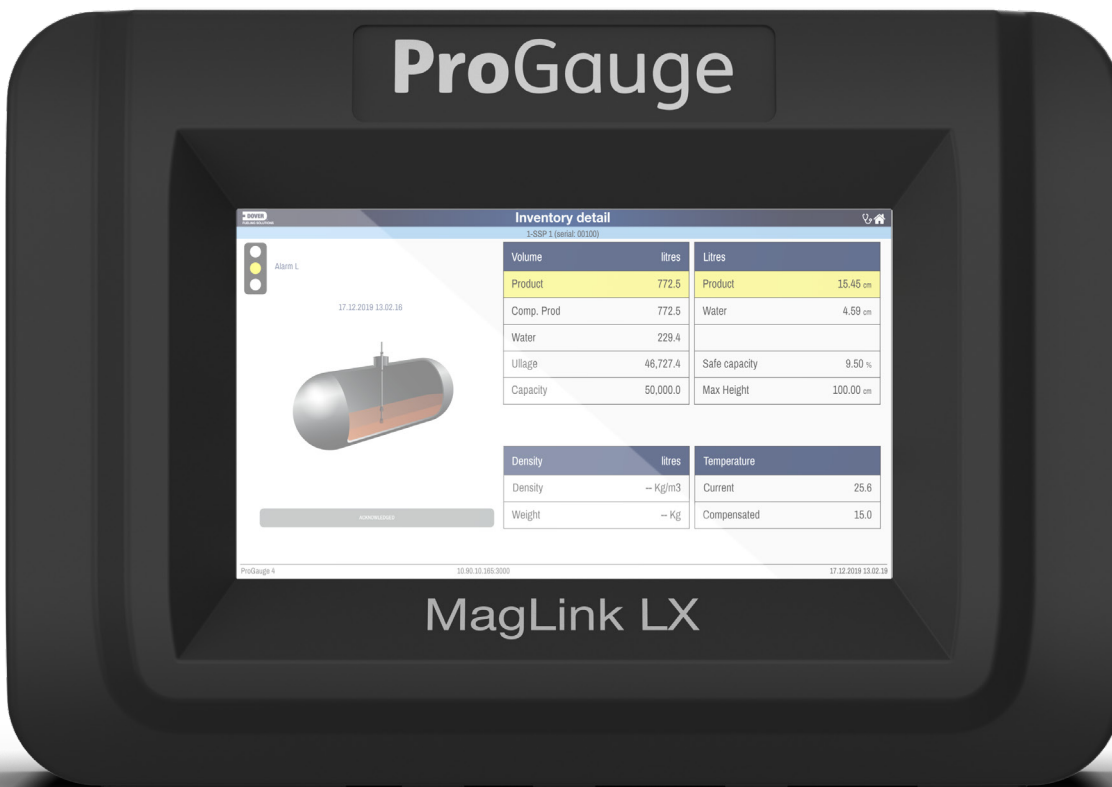 ProGauge
DOVER
Inventory detail
1-SSP 1 (serial: 00100)
Alarm L
17.12.2019 13.02.16
Volume litres
Product 772.5
Comp. Prod 772.5
Water 229.4
Ullage 46,727.4
Capacity 50,000.0
Litres
Product 15.45 cm
Water 4.59 cm
Safe capacity 9.50 %
Max Height 100.00 cm
Density litres
Density -- Kg/m3
Weight -- Kg
Temperature
Current 25.6
Compensated 15.0
ProGauge 4 10.90.10.165:3000 17.12.2019 13.02.19
MagLink LX